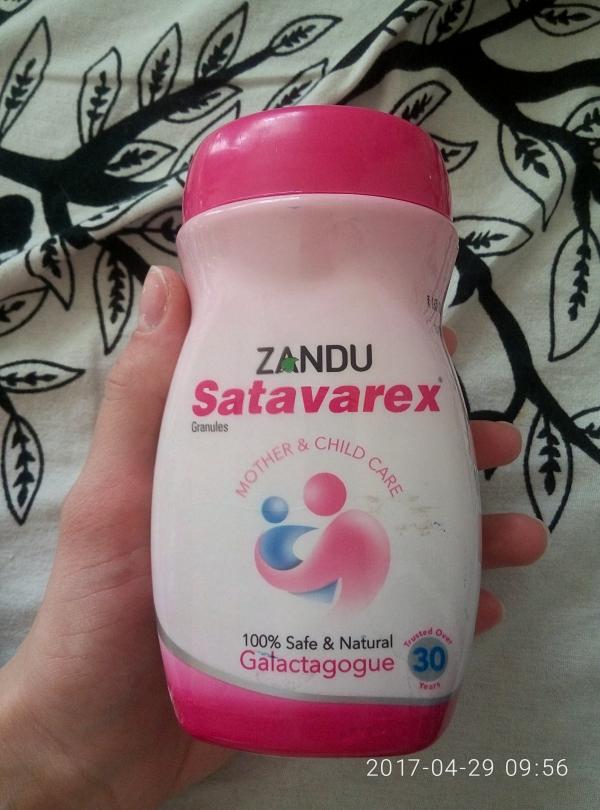 ZANDU
Satavarex®
Granules
MOTHER & CHILD CARE
100% Safe & Natural
Galactagogue
Trusted Over
30
Years
2017-04-29 09:56